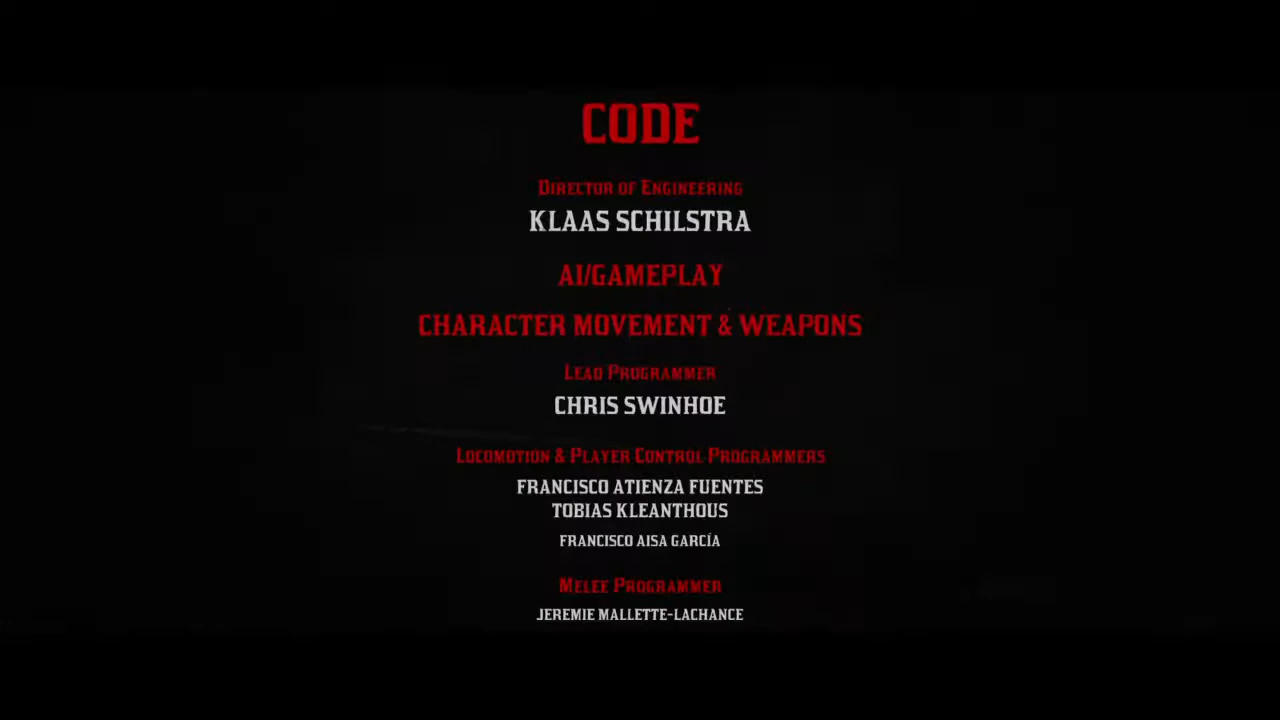 CODE
DIRECTOR OF ENGINEERING
KLAAS SCHILSTRA
AI/GAMEPLAY
CHARACTER MOVEMENT & WEAPONS
LEAD PROGRAMMER
CHRIS SWINHOE
LOCOMOTION & PLAYER CONTROL PROGRAMMERS
FRANCISCO ATIENZA FUENTES
TOBIAS KLEANTHOUS
FRANCISCO AISA GARCÍA
MELEE PROGRAMMER
JEREMIE MALLETTE-LACHANCE